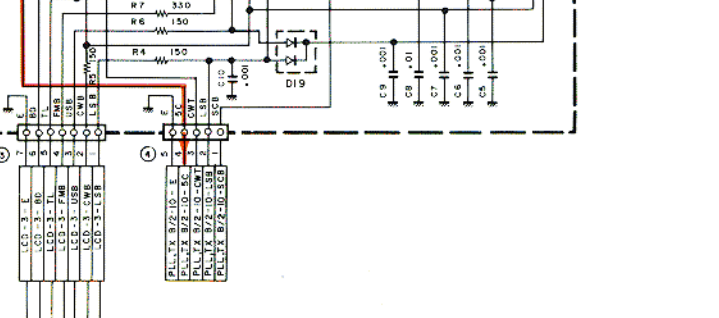 R7 330
R6 150
R4 150
R5 150
C10 .001
D19
C9 .001
C8 .01
C7 .001
C6 .001
C5 .001
E
8D
TL
FMB
USB
CWB
LSB
E
5C
CWT
LSB
SCB
7 6 5 4 3 2 1
4
5 4 3 2 1
LCD-3-E
LCD-3-8D
LCD-3-TL
LCD-3-FMB
LCD-3-USB
LCD-3-CWB
LCD-3-LSB
PLL,TX B/2-10-E
PLL,TX B/2-10-5C
PLL,TX B/2-10-CWT
PLL,TX B/2-10-LSB
PLL,TX B/2-10-SCB